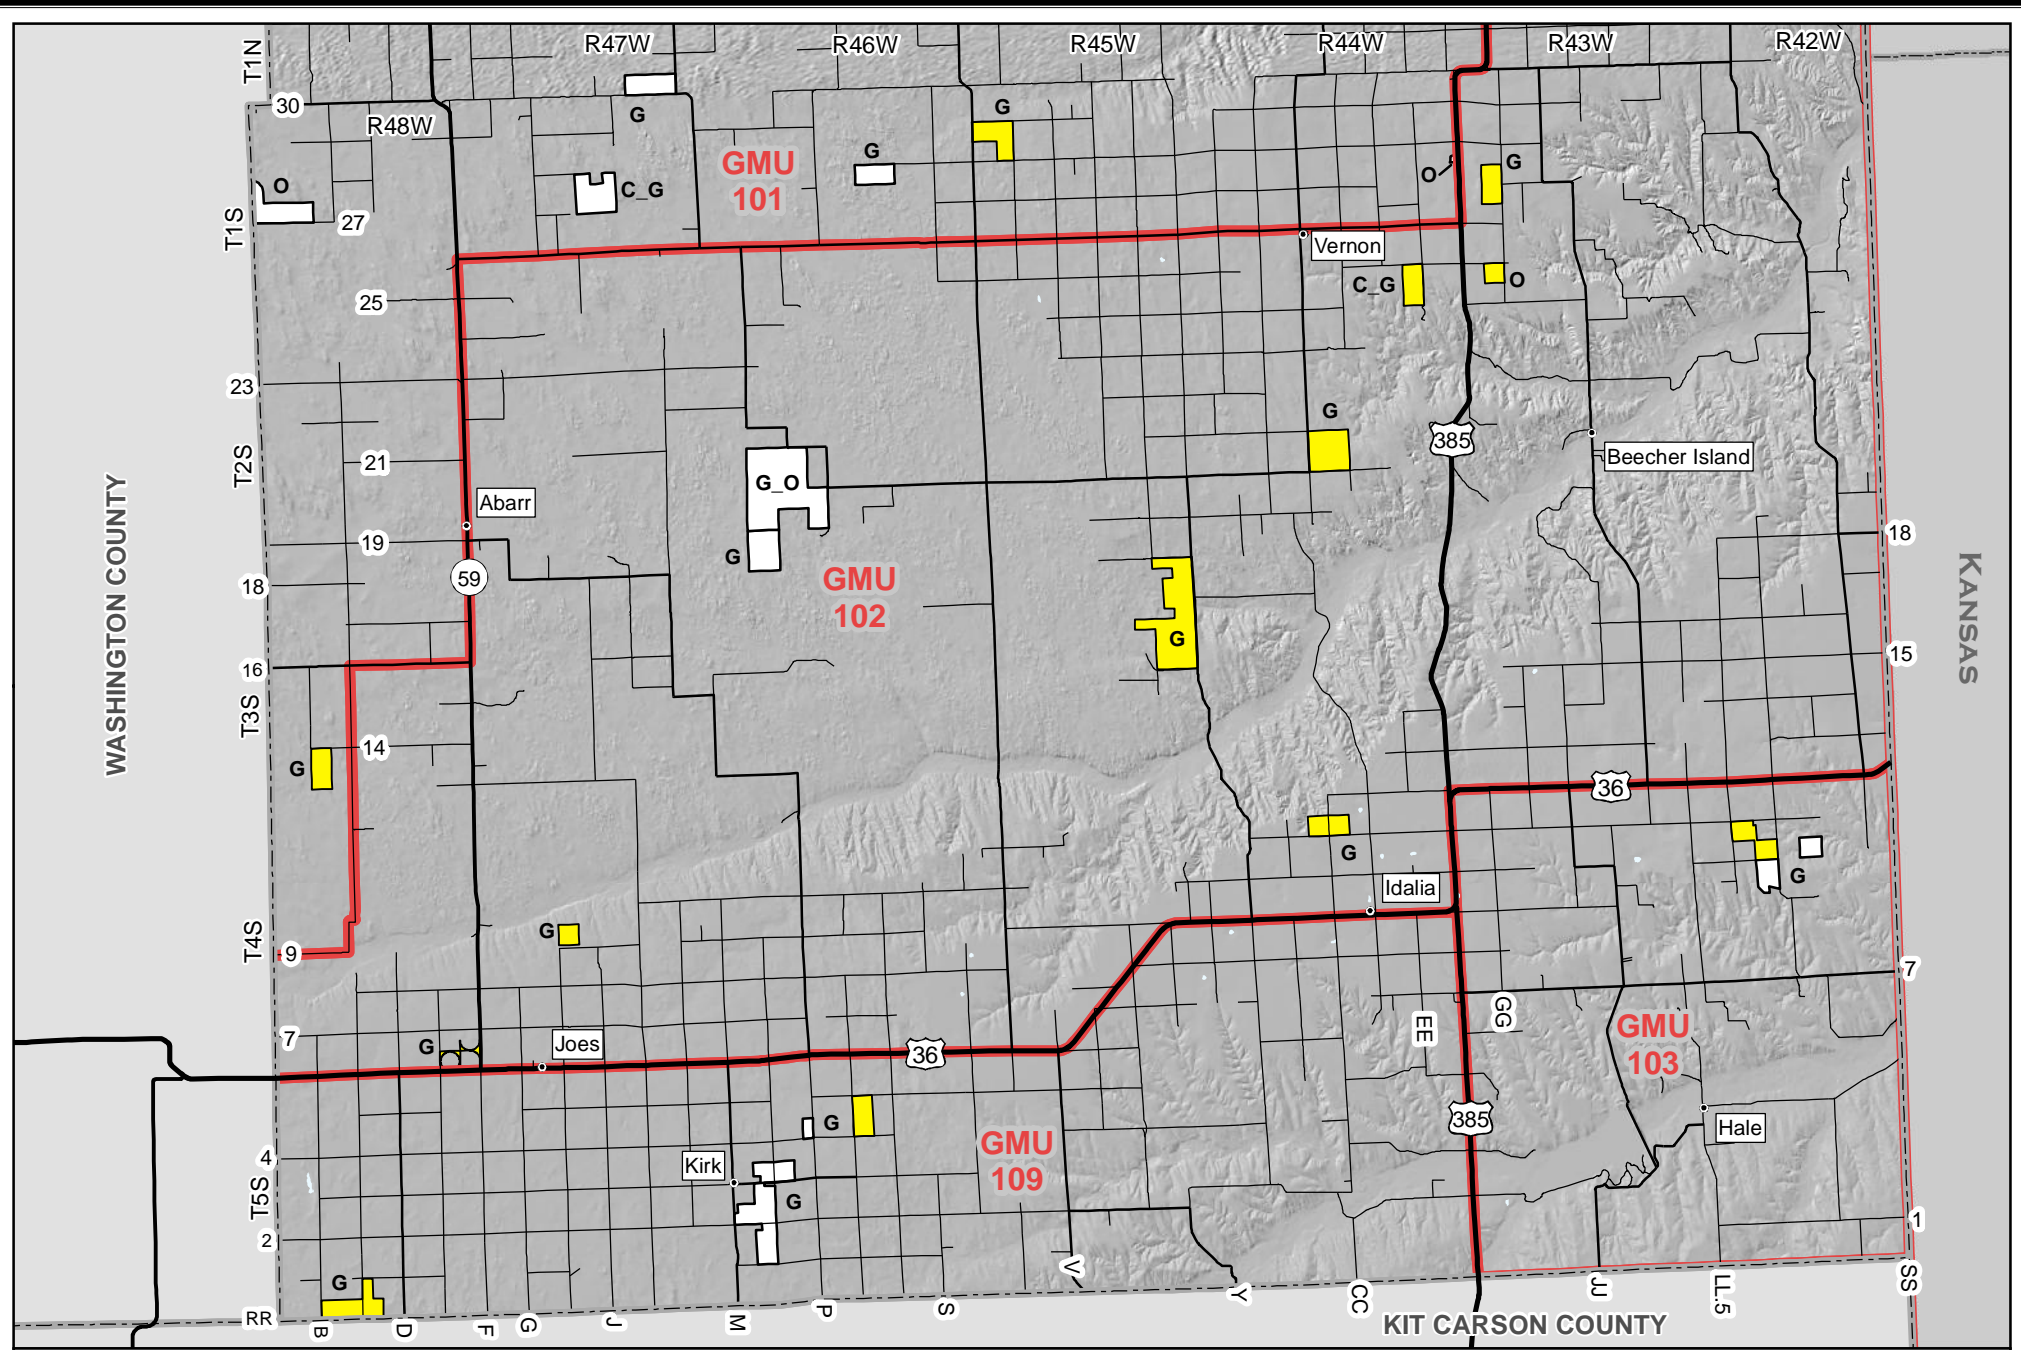 T1N
R47W
R46W
R45W
R44W
R43W
R42W
30
R48W
G
G
G
GMU
101
O
C_G
O
G
T1S
27
Vernon
25
C_G
O
23
G
385
T2S
21
Beecher Island
WASHINGTON COUNTY
Abarr
G_O
19
18
G
59
GMU
102
18
KANSAS
G
16
15
T3S
14
G
36
36
G
Idalia
G
G
T4S
9
7
7
G
Joes
EE
GG
GMU
103
385
G
GMU
109
Hale
4
Kirk
T5S
G
2
1
G
V
RR
B
D
F
G
J
M
P
S
Y
CC
JJ
LL.5
SS
KIT CARSON COUNTY